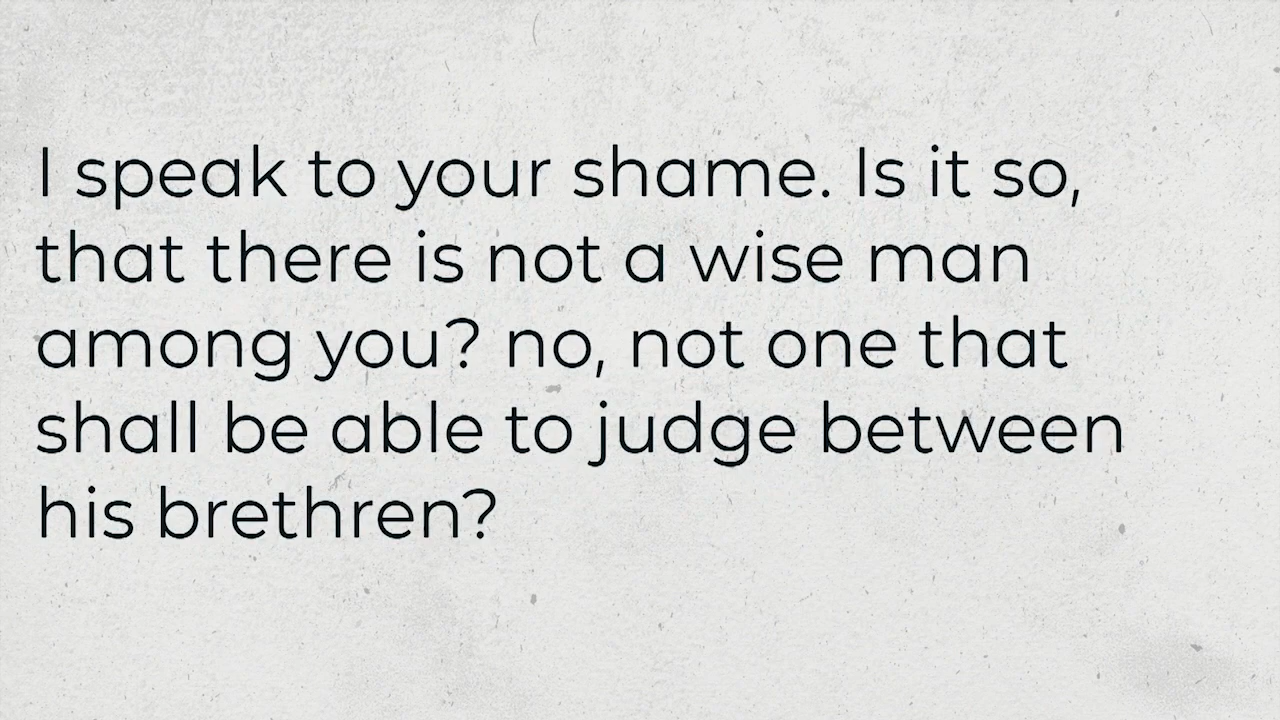 I speak to your shame. Is it so,
that there is not a wise man
among you? no, not one that
shall be able to judge between
his brethren?